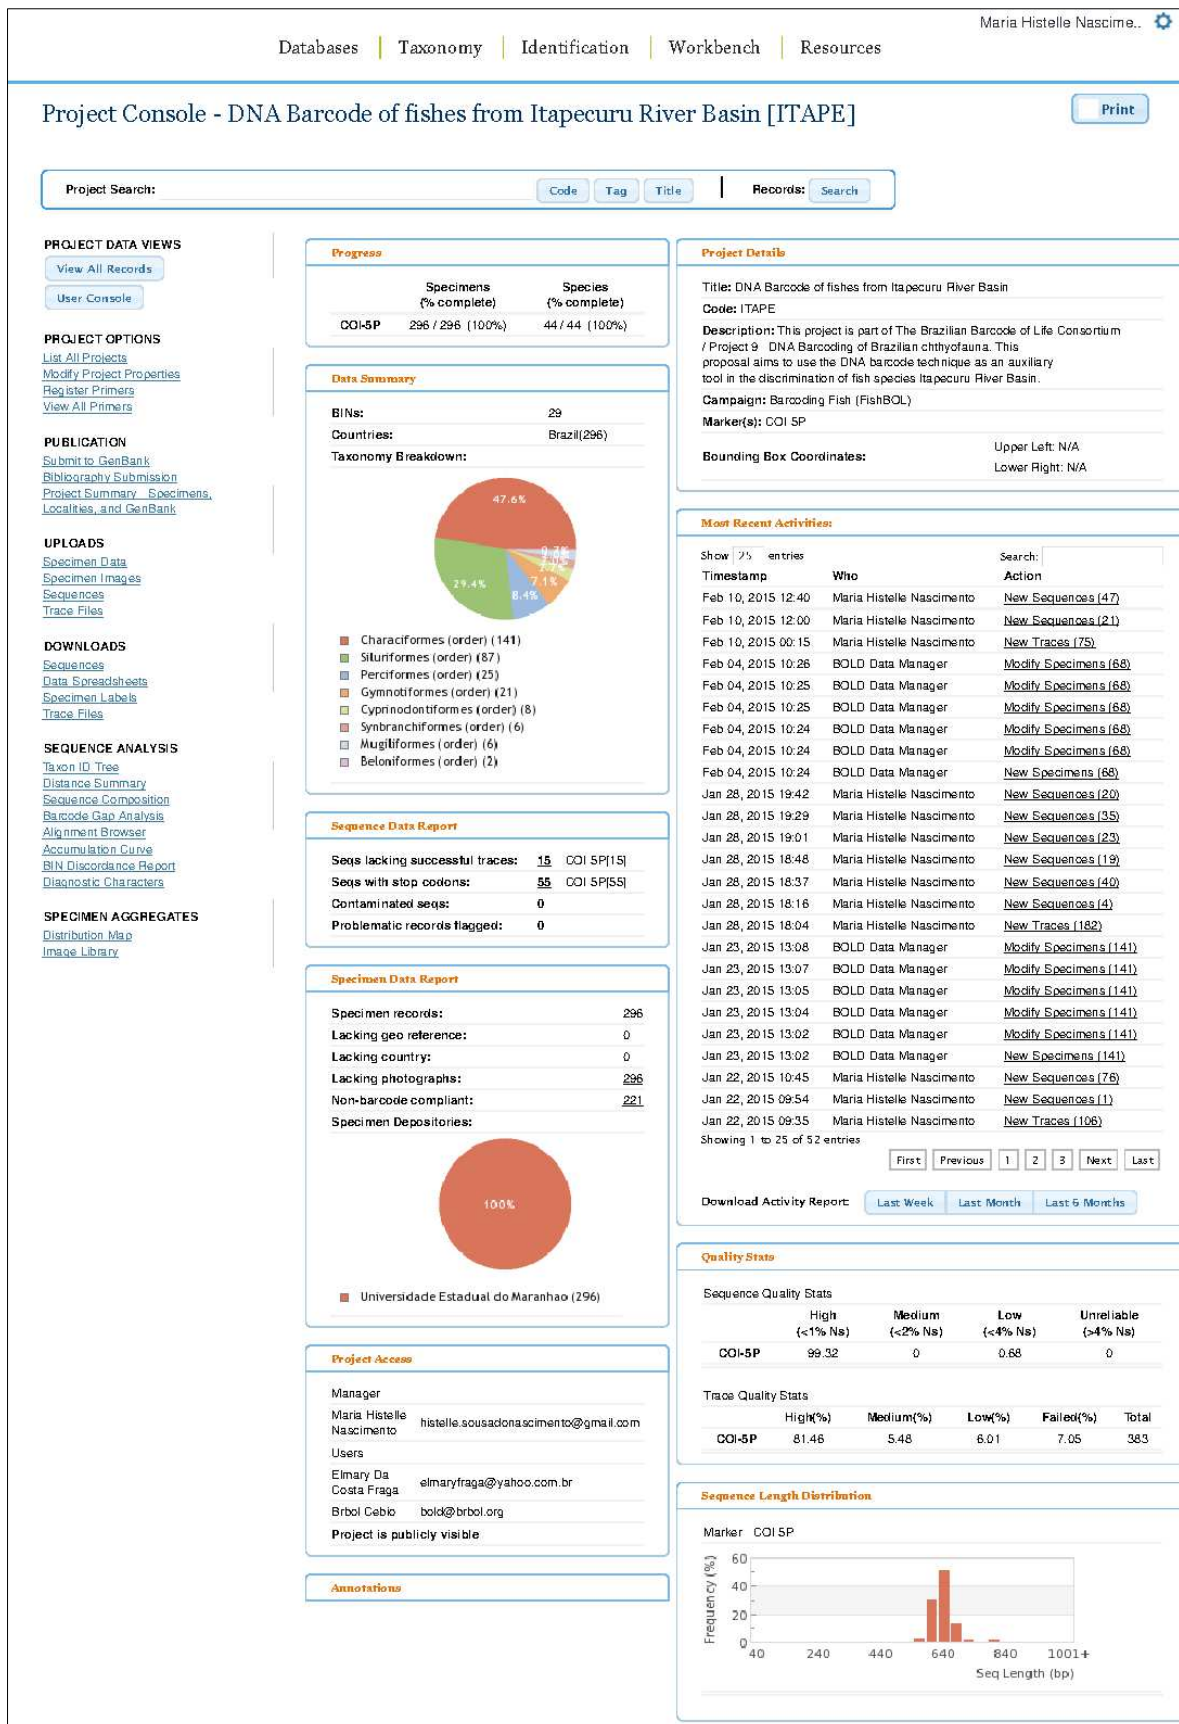 Maria Histelle Nascime..
Databases | Taxonomy | Identification | Workbench | Resources
Project Console - DNA Barcode of fishes from Itapecuru River Basin [ITAPE]
Print
Project Search: Code Tag Title | Records: Search
PROJECT DATA VIEWS
View All Records
User Console
PROJECT OPTIONS
List All Projects
Modify Project Properties
Register Primers
View All Primers
PUBLICATION
Submit to GenBank
Bibliography Submission
Project Summary Specimens,
Localities, and GenBank
UPLOADS
Specimen Data
Specimen Images
Sequences
Trace Files
DOWNLOADS
Sequences
Data Spreadsheets
Specimen Labels
Trace Files
SEQUENCE ANALYSIS
Taxon ID Tree
Distance Summary
Sequence Composition
Barcode Gap Analysis
Alignment Browser
Accumulation Curve
BIN Discordance Report
Diagnostic Characters
SPECIMEN AGGREGATES
Distribution Map
Image Library
Progress
Specimens Species
(% complete) (% complete)
COI-5P 296 / 296 (100%) 44 / 44 (100%)
Data Summary
BINs: 29
Countries: Brazil(296)
Taxonomy Breakdown:
47.6%
29.4%
8.4%
7.1%
Characiformes (order) (141)
Siluriformes (order) (87)
Perciformes (order) (25)
Gymnotiformes (order) (21)
Cyprinodontiformes (order) (8)
Synbranchiformes (order) (6)
Mugiliformes (order) (6)
Beloniformes (order) (2)
Sequence Data Report
Seqs lacking successful traces: 15 COI 5P[15]
Seqs with stop codons: 55 COI 5P[55]
Contaminated seqs: 0
Problematic records flagged: 0
Specimen Data Report
Specimen records: 296
Lacking geo reference: 0
Lacking country: 0
Lacking photographs: 296
Non-barcode compliant: 221
Specimen Depositories:
100%
Universidade Estadual do Maranhao (296)
Project Access
Manager
Maria Histelle
Nascimento histelle.sousadonascimento@gmail.com
Users
Elmary Da
Costa Fraga elmaryfraga@yahoo.com.br
Brbol Cebio bold@brbol.org
Project is publicly visible
Annotations
Project Details
Title: DNA Barcode of fishes from Itapecuru River Basin
Code: ITAPE
Description: This project is part of The Brazilian Barcode of Life Consortium
/ Project 9 DNA Barcoding of Brazilian chthyofauna. This
proposal aims to use the DNA barcode technique as an auxiliary
tool in the discrimination of fish species Itapecuru River Basin.
Campaign: Barcoding Fish (FishBOL)
Marker(s): COI 5P
Bounding Box Coordinates: Upper Left: N/A
Lower Right: N/A
Most Recent Activities:
Show 25 entries Search:
Timestamp Who Action
Feb 10, 2015 12:40 Maria Histelle Nascimento New Sequences (47)
Feb 10, 2015 12:00 Maria Histelle Nascimento New Sequences (21)
Feb 10, 2015 00:15 Maria Histelle Nascimento New Traces (75)
Feb 04, 2015 10:26 BOLD Data Manager Modify Specimens (68)
Feb 04, 2015 10:25 BOLD Data Manager Modify Specimens (68)
Feb 04, 2015 10:25 BOLD Data Manager Modify Specimens (68)
Feb 04, 2015 10:24 BOLD Data Manager Modify Specimens (68)
Feb 04, 2015 10:24 BOLD Data Manager Modify Specimens (68)
Feb 04, 2015 10:24 BOLD Data Manager New Specimens (68)
Jan 28, 2015 19:42 Maria Histelle Nascimento New Sequences (20)
Jan 28, 2015 19:29 Maria Histelle Nascimento New Sequences (35)
Jan 28, 2015 19:01 Maria Histelle Nascimento New Sequences (23)
Jan 28, 2015 18:48 Maria Histelle Nascimento New Sequences (19)
Jan 28, 2015 18:37 Maria Histelle Nascimento New Sequences (40)
Jan 28, 2015 18:16 Maria Histelle Nascimento New Sequences (4)
Jan 28, 2015 18:04 Maria Histelle Nascimento New Traces (182)
Jan 23, 2015 13:08 BOLD Data Manager Modify Specimens (141)
Jan 23, 2015 13:07 BOLD Data Manager Modify Specimens (141)
Jan 23, 2015 13:05 BOLD Data Manager Modify Specimens (141)
Jan 23, 2015 13:04 BOLD Data Manager Modify Specimens (141)
Jan 23, 2015 13:02 BOLD Data Manager Modify Specimens (141)
Jan 23, 2015 13:02 BOLD Data Manager New Specimens (141)
Jan 22, 2015 10:45 Maria Histelle Nascimento New Sequences (76)
Jan 22, 2015 09:54 Maria Histelle Nascimento New Sequences (1)
Jan 22, 2015 09:35 Maria Histelle Nascimento New Traces (106)
Showing 1 to 25 of 52 entries
First Previous 1 2 3 Next Last
Download Activity Report: Last Week Last Month Last 6 Months
Quality Stats
Sequence Quality Stats
High Medium Low Unreliable
(<1% Ns) (<2% Ns) (<4% Ns) (>4% Ns)
COI-5P 99.32 0 0.68 0
Trace Quality Stats
High(%) Medium(%) Low(%) Failed(%) Total
COI-5P 81.46 5.48 6.01 7.05 383
Sequence Length Distribution
Marker COI 5P
Frequency (%)
60
40
20
0
40 240 440 640 840 1001+
Seq Length (bp)